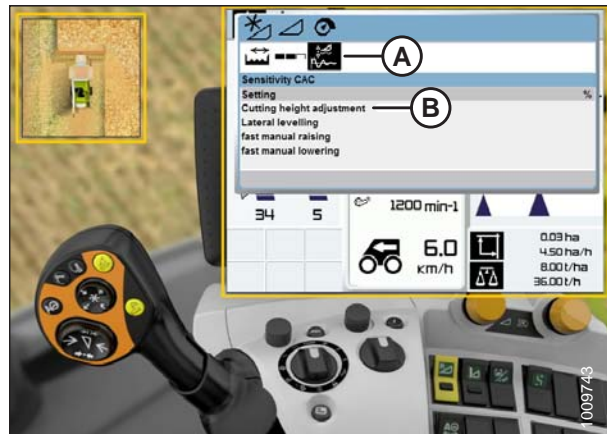 A
Sensitivity CAC
Setting %
Cutting height adjustment
B
Lateral levelling
fast manual raising
fast manual lowering
34 5
1200 min-1
6.0
km/h
0.03 ha
4.50 ha/h
8.00 t/ha
36.00 t/h
1009743